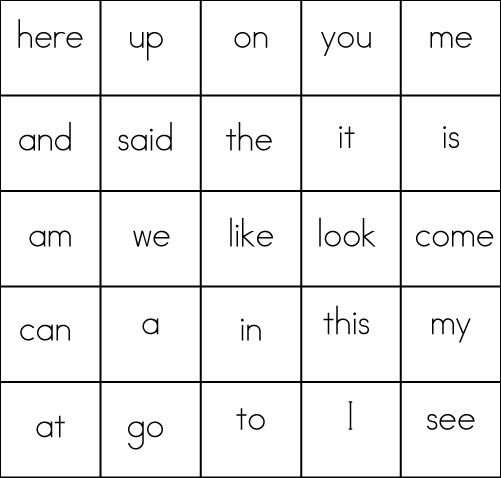 here up on you me
and said the it is
am we like look come
can a in this my
at go to I see